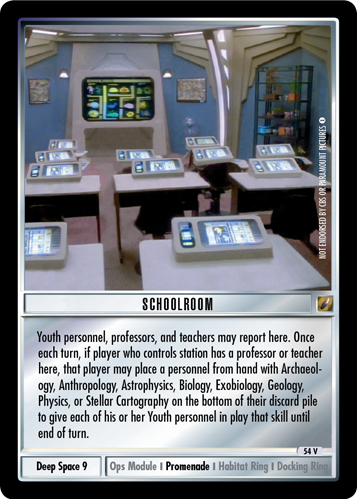 NOT ENDORSED BY CBS OR PARAMOUNT PICTURES
SCHOOLROOM
Youth personnel, professors, and teachers may report here. Once
each turn, if player who controls station has a professor or teacher
here, that player may place a personnel from hand with Archaeol-
ogy, Anthropology, Astrophysics, Biology, Exobiology, Geology,
Physics, or Stellar Cartography on the bottom of their discard pile
to give each of his or her Youth personnel in play that skill until
end of turn.
54 V
Deep Space 9
Ops Module I Promenade I Habitat Ring I Docking Ring